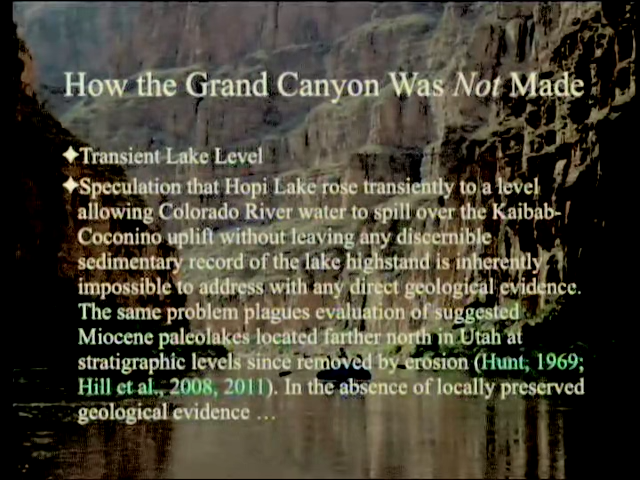 How the Grand Canyon Was Not Made
✦Transient Lake Level
✦Speculation that Hopi Lake rose transiently to a level
allowing Colorado River water to spill over the Kaibab-
Coconino uplift without leaving any discernible
sedimentary record of the lake highstand is inherently
impossible to address with any direct geological evidence.
The same problem plagues evaluation of suggested
Miocene paleolakes located farther north in Utah at
stratigraphic levels since removed by erosion (Hunt, 1969;
Hill et al., 2008, 2011). In the absence of locally preserved
geological evidence …